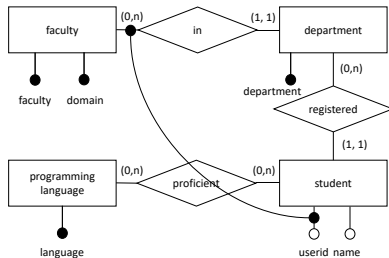 faculty
(0,n)
in
(1, 1)
department
faculty
domain
department
(0,n)
registered
(1, 1)
programming
language
(0,n)
proficient
(0,n)
student
language
userid name